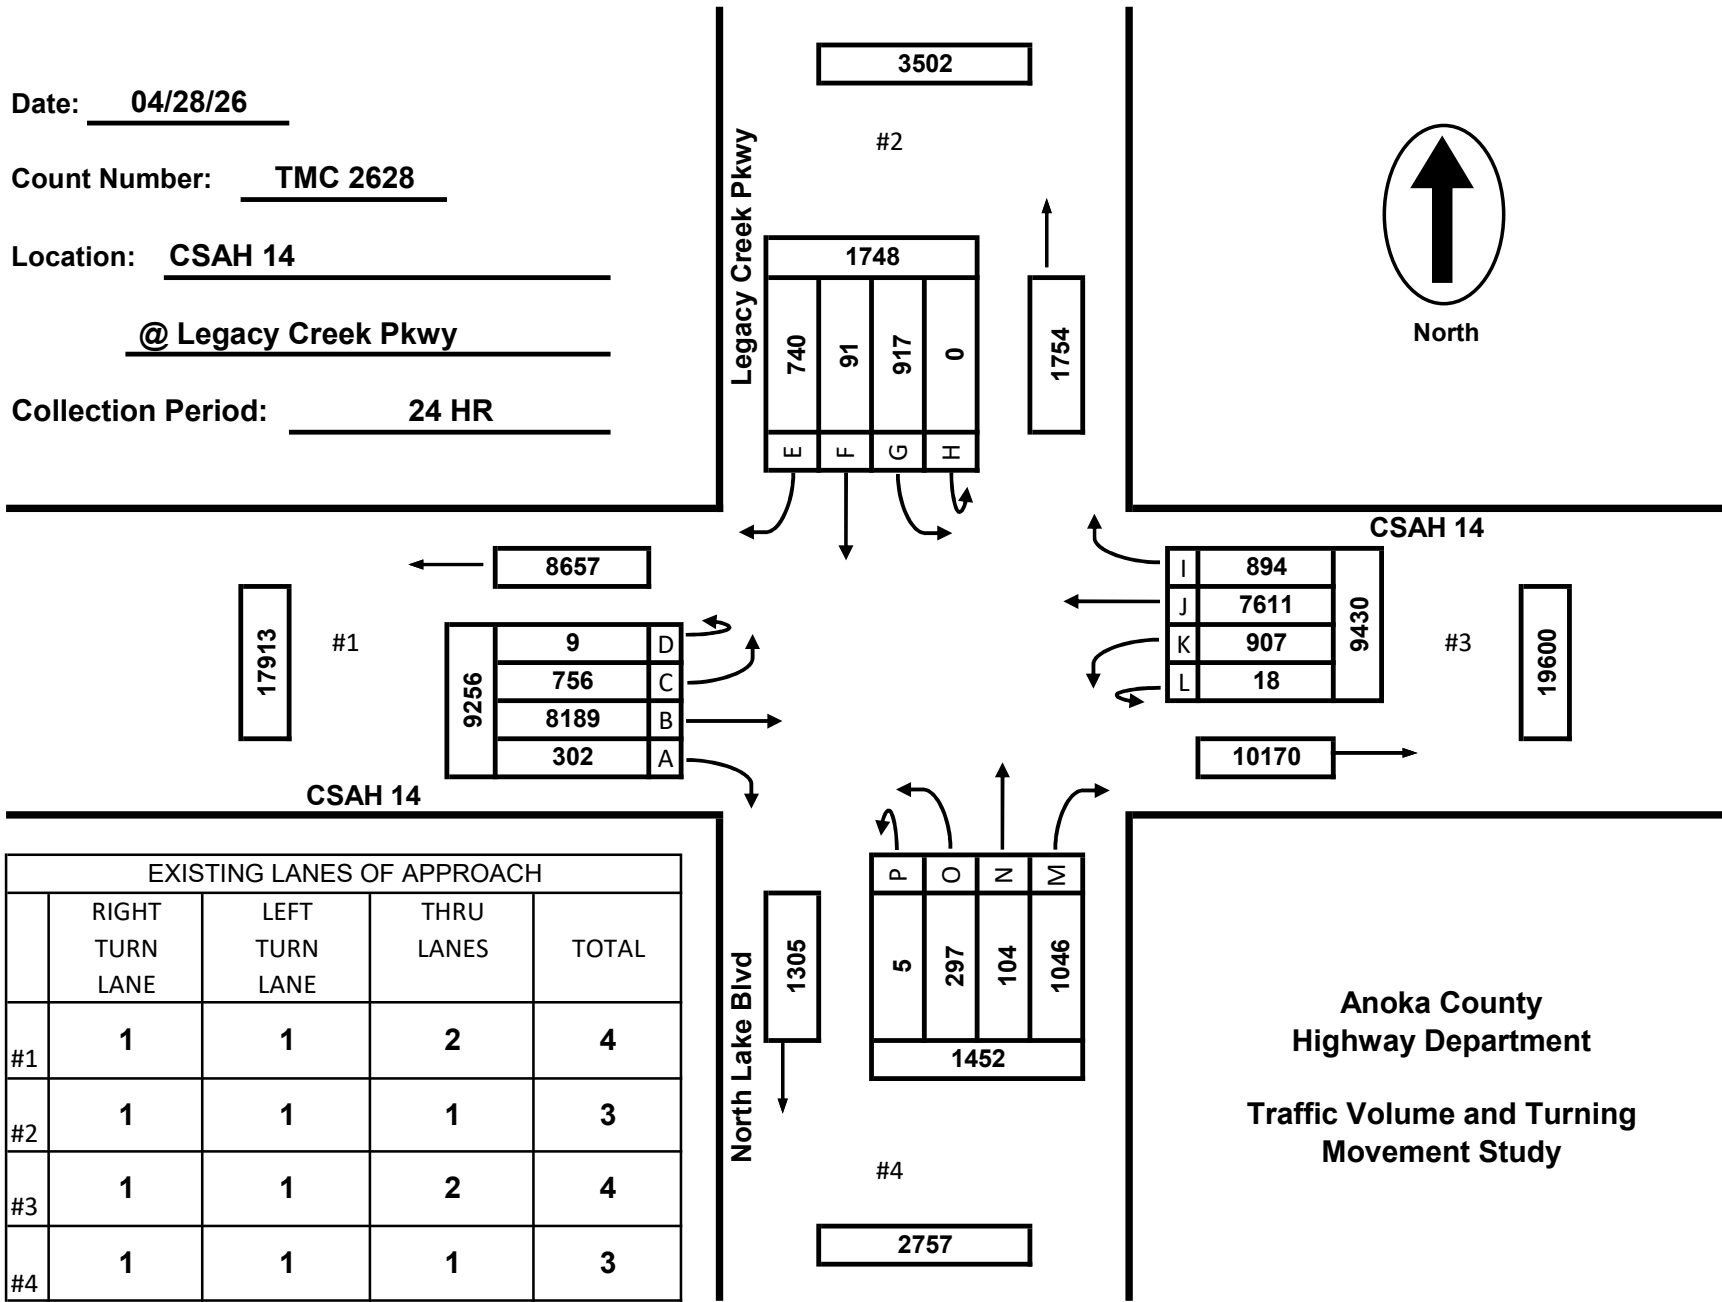 Date: 04/28/26
Count Number: TMC 2628
Location: CSAH 14
@ Legacy Creek Pkwy
Collection Period: 24 HR
3502
#2
Legacy Creek Pkwy
1748
740 91 917 0
E F G H
1754
North
CSAH 14
8657
17913
#1
9256
9 D
756 C
8189 B
302 A
CSAH 14
I 894
J 7611
K 907
L 18
9430
#3
19600
10170
P O N M
5 297 104 1046
1452
1305
North Lake Blvd
#4
2757
EXISTING LANES OF APPROACH
RIGHT TURN LANE
LEFT TURN LANE
THRU LANES
TOTAL
#1 1 1 2 4
#2 1 1 1 3
#3 1 1 2 4
#4 1 1 1 3
Anoka County
Highway Department
Traffic Volume and Turning
Movement Study